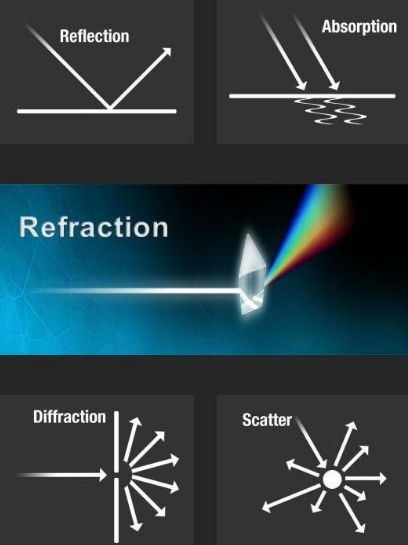 Reflection
Absorption
Refraction
Diffraction
Scatter